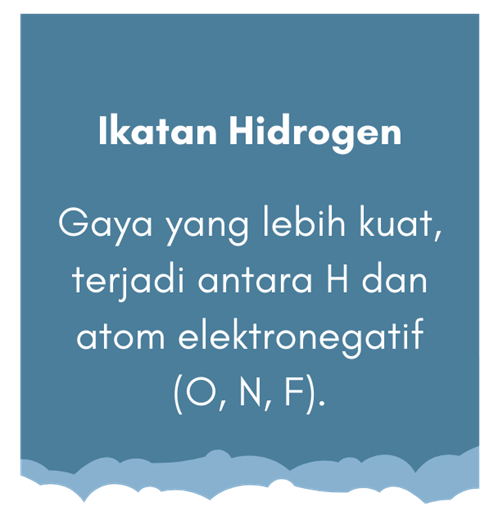 Ikatan Hidrogen
Gaya yang lebih kuat,
terjadi antara H dan
atom elektronegatif
(O, N, F).